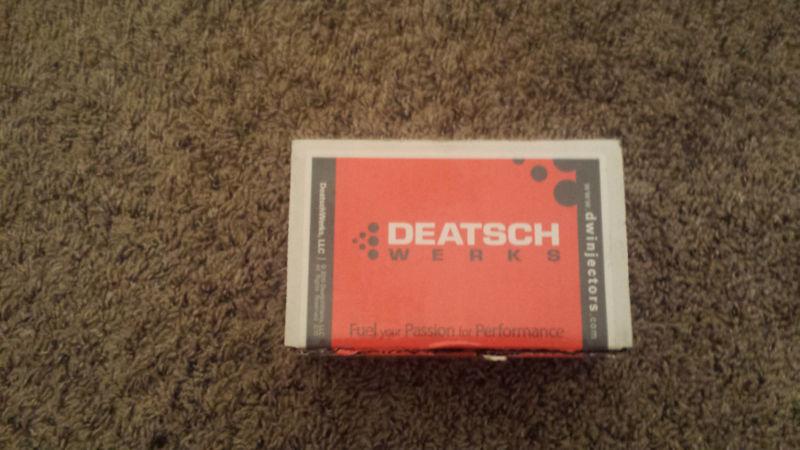 DEATSCH
WERKS
Fuel your Passion for Performance
www.dwinjectors.com
DeatschWerks, LLC |